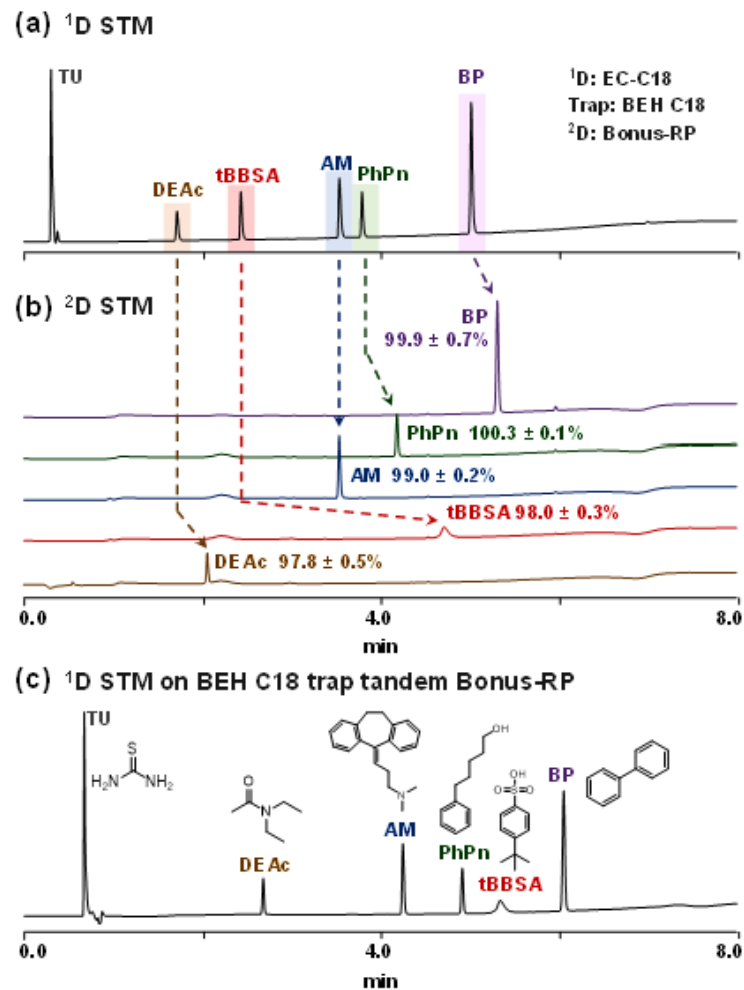 (a) ¹D STM
TU
BP
¹D: EC-C18
Trap: BEH C18
²D: Bonus-RP
AM
PhPn
tBBSA
DEAc
(b) ²D STM
BP
99.9 ± 0.7%
PhPn 100.3 ± 0.1%
AM 99.0 ± 0.2%
tBBSA 98.0 ± 0.3%
DEAc 97.8 ± 0.5%
0.0 4.0 8.0
min
(c) ¹D STM on BEH C18 trap tandem Bonus-RP
TU
S
H₂N NH₂
O
N
DEAc
N
AM
OH
PhPn
OH
O S O
tBBSA
BP
0.0 4.0 8.0
min